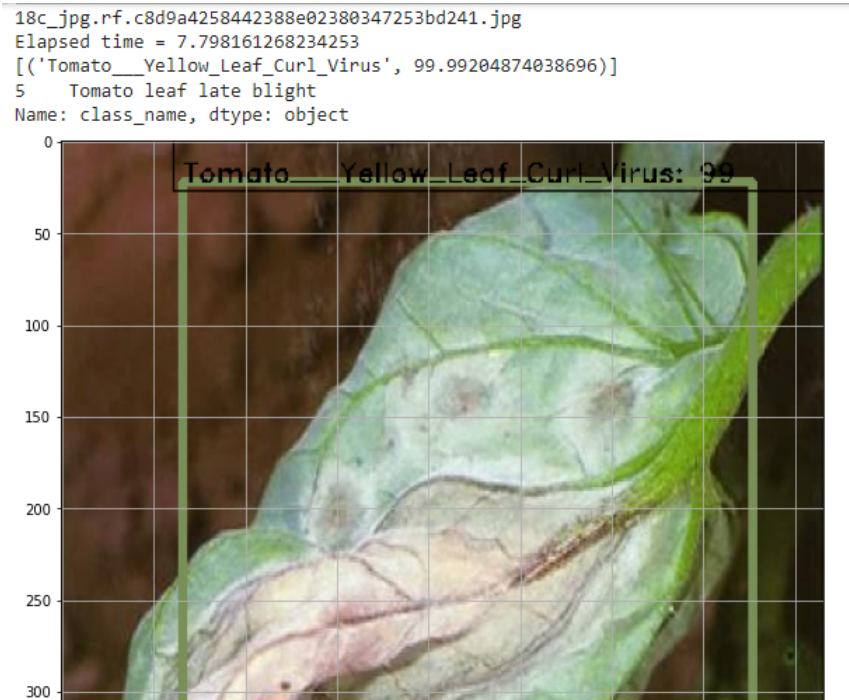 18c_jpg.rf.c8d9a4258442388e02380347253bd241.jpg
Elapsed time = 7.798161268234253
[('Tomato___Yellow_Leaf_Curl_Virus', 99.99204874038696)]
5    Tomato leaf late blight
Name: class_name, dtype: object
0
Tomato___Yellow_Leaf_Curl_Virus: 99
50
100
150
200
250
300